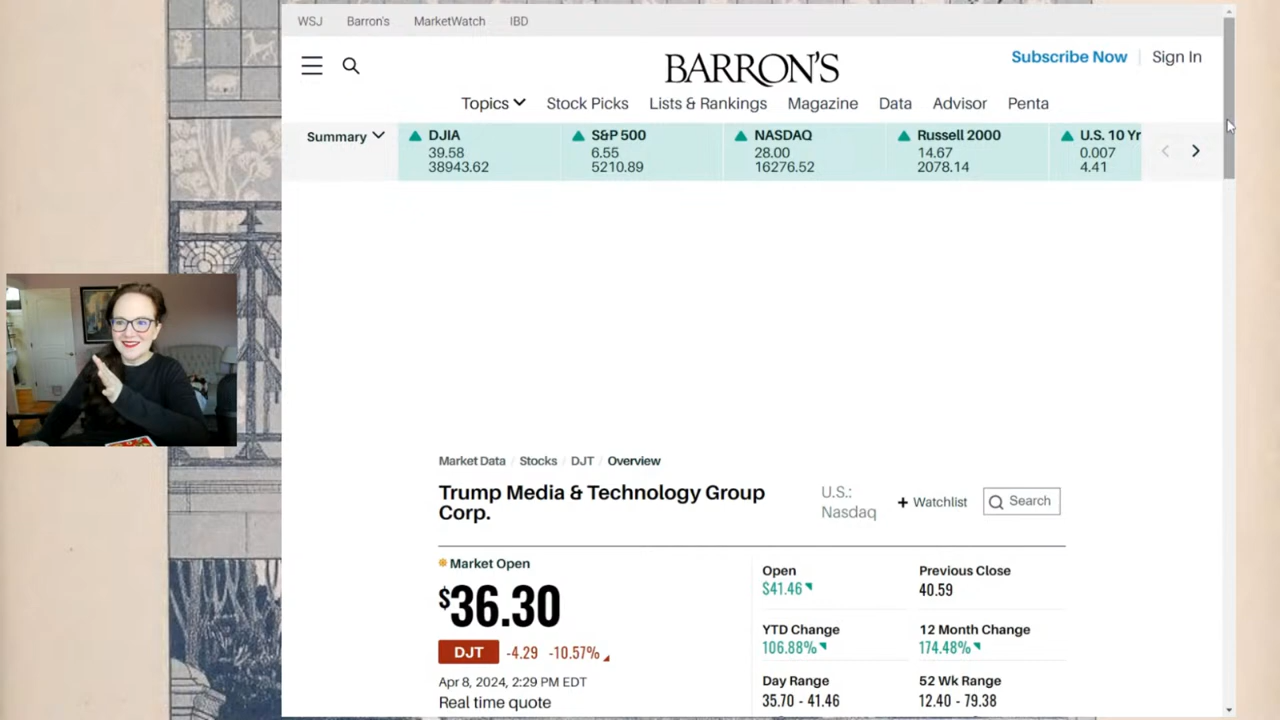 WSJ Barron's MarketWatch IBD
BARRON'S
Subscribe Now Sign In
Topics Stock Picks Lists & Rankings Magazine Data Advisor Penta
Summary
DJIA
39.58
38943.62
S&P 500
6.55
5210.89
NASDAQ
28.00
16276.52
Russell 2000
14.67
2078.14
U.S. 10 Yr
0.007
4.41
Market Data / Stocks / DJT / Overview
Trump Media & Technology Group
Corp.
U.S.:
Nasdaq
+ Watchlist
Search
Market Open
$36.30
DJT -4.29 -10.57%
Apr 8, 2024, 2:29 PM EDT
Real time quote
Open
$41.46
Previous Close
40.59
YTD Change
106.88%
12 Month Change
174.48%
Day Range
35.70 - 41.46
52 Wk Range
12.40 - 79.38